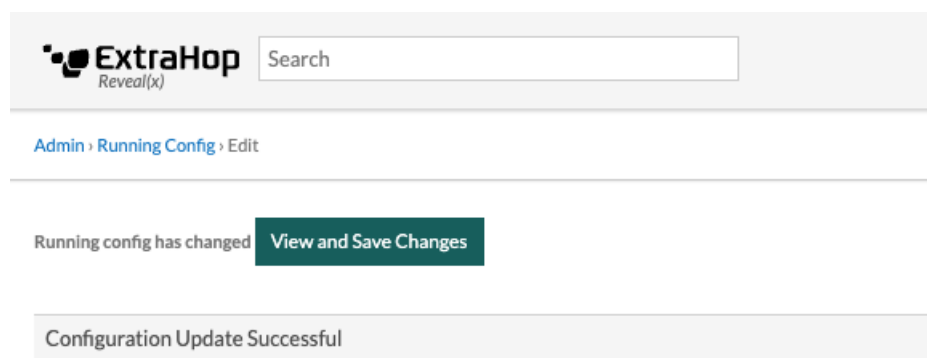 ExtraHop
Reveal(x)
Search
Admin › Running Config › Edit
Running config has changed View and Save Changes
Configuration Update Successful